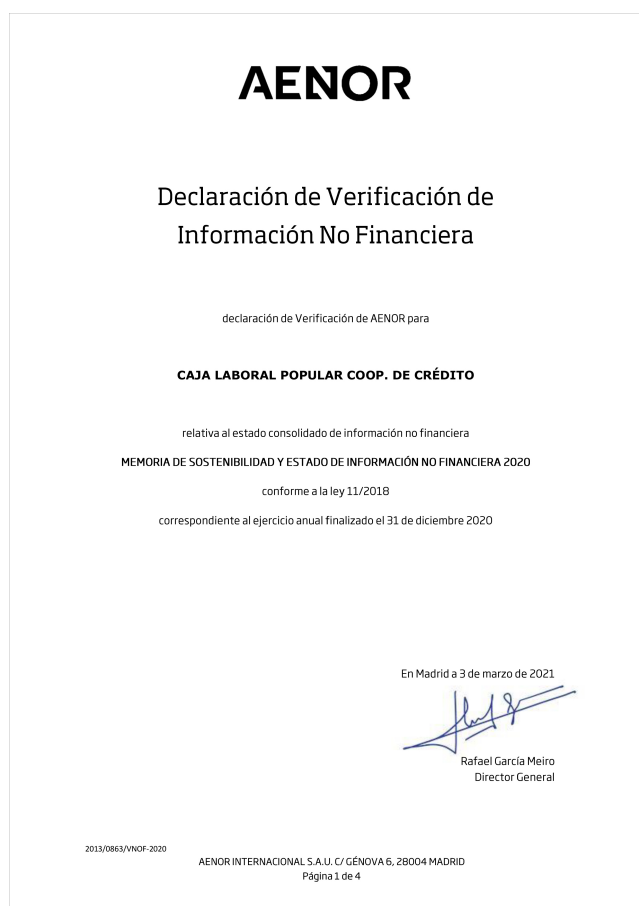 AENOR
Declaración de Verificación de
Información No Financiera
declaración de Verificación de AENOR para
CAJA LABORAL POPULAR COOP. DE CRÉDITO
relativa al estado consolidado de información no financiera
MEMORIA DE SOSTENIBILIDAD Y ESTADO DE INFORMACIÓN NO FINANCIERA 2020
conforme a la ley 11/2018
correspondiente al ejercicio anual finalizado el 31 de diciembre 2020
En Madrid a 3 de marzo de 2021
Rafael García Meiro
Director General
2013/0863/VNOF-2020
AENOR INTERNACIONAL S.A.U. C/ GÉNOVA 6, 28004 MADRID
Página 1 de 4